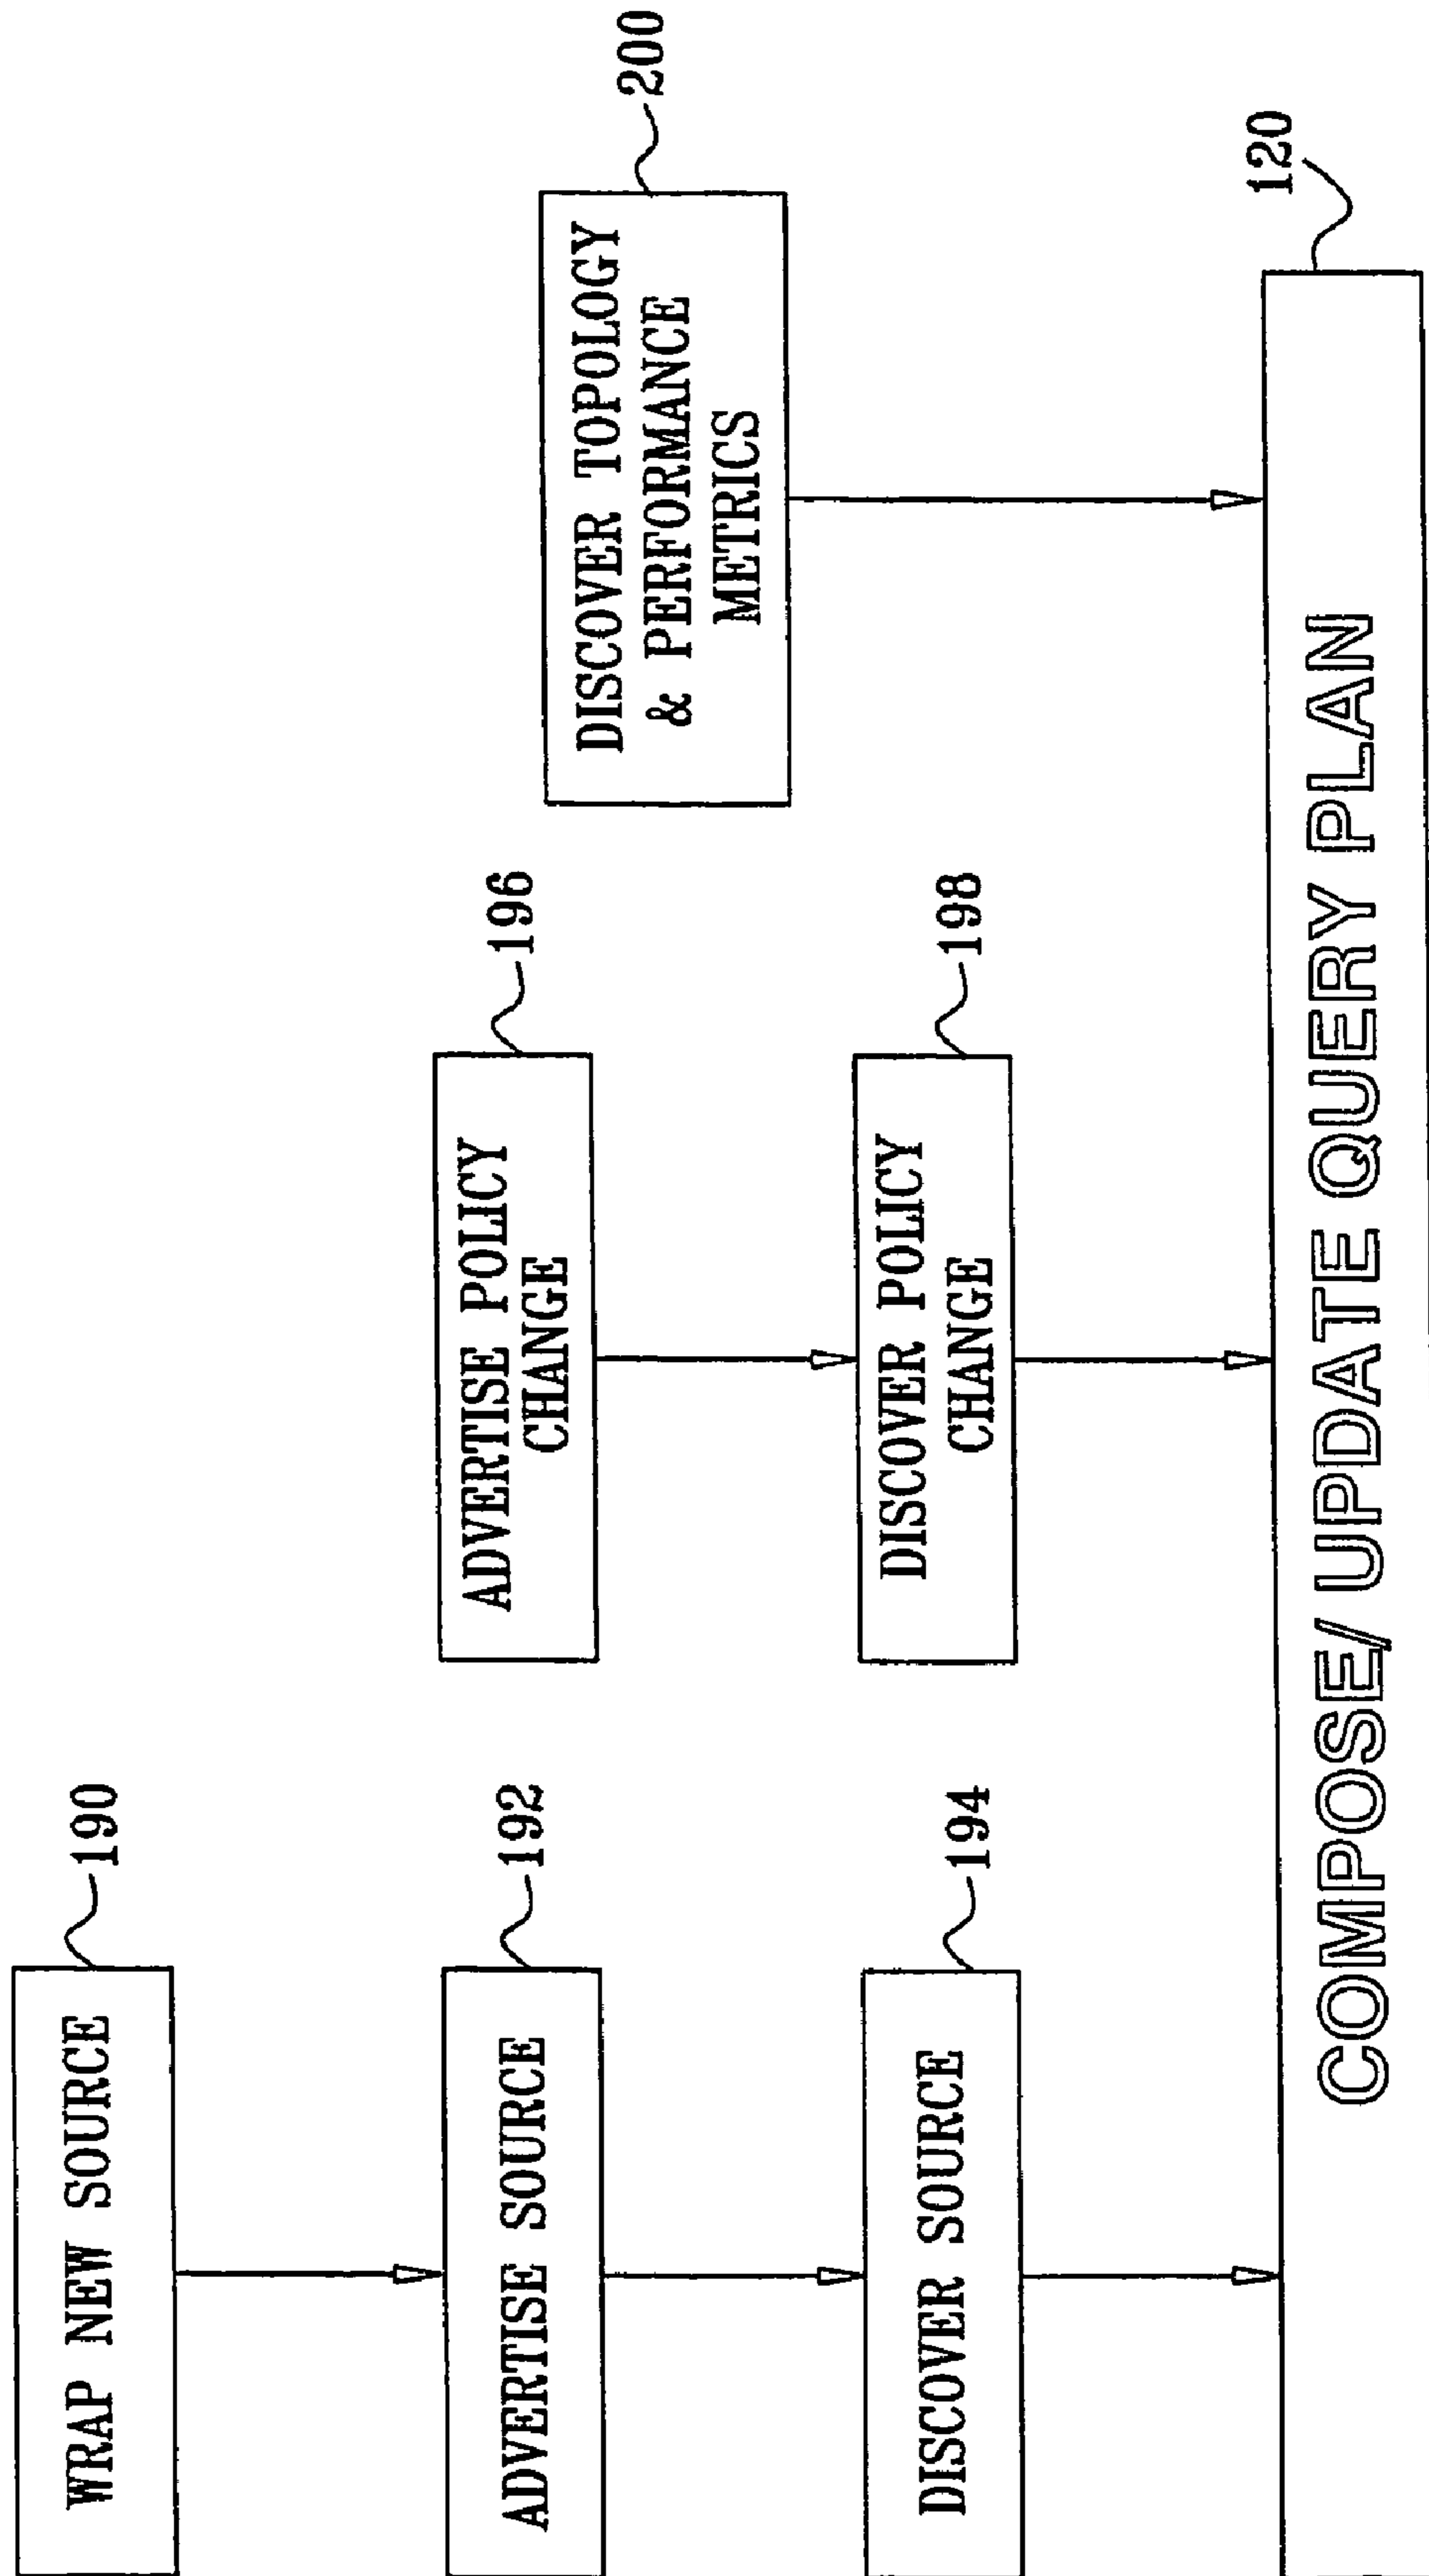 WRAP NEW SOURCE
190
ADVERTISE SOURCE
192
DISCOVER SOURCE
194
ADVERTISE POLICY
CHANGE
196
DISCOVER POLICY
CHANGE
198
DISCOVER TOPOLOGY
& PERFORMANCE
METRICS
200
COMPOSE/ UPDATE QUERY PLAN
120